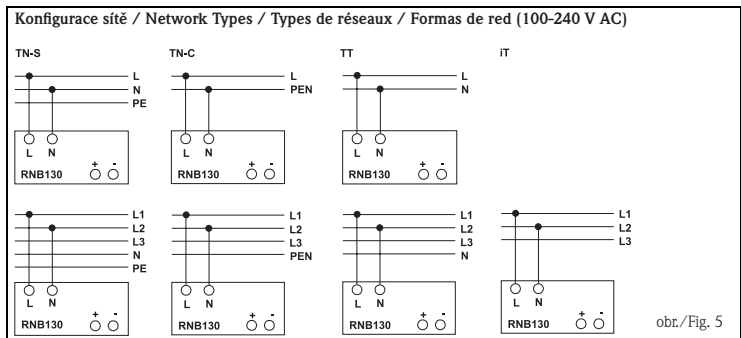 Konfigurace sítě / Network Types / Types de réseaux / Formas de red (100-240 V AC)
TN-S
L
N
PE
L N
+ -
RNB130
TN-C
L
PEN
L N
+ -
RNB130
TT
L
N
L N
+ -
RNB130
iT
L1
L2
L3
N
PE
L N
+ -
RNB130
L1
L2
L3
PEN
L N
+ -
RNB130
L1
L2
L3
N
L N
+ -
RNB130
L1
L2
L3
L N
+ -
RNB130
obr./Fig. 5